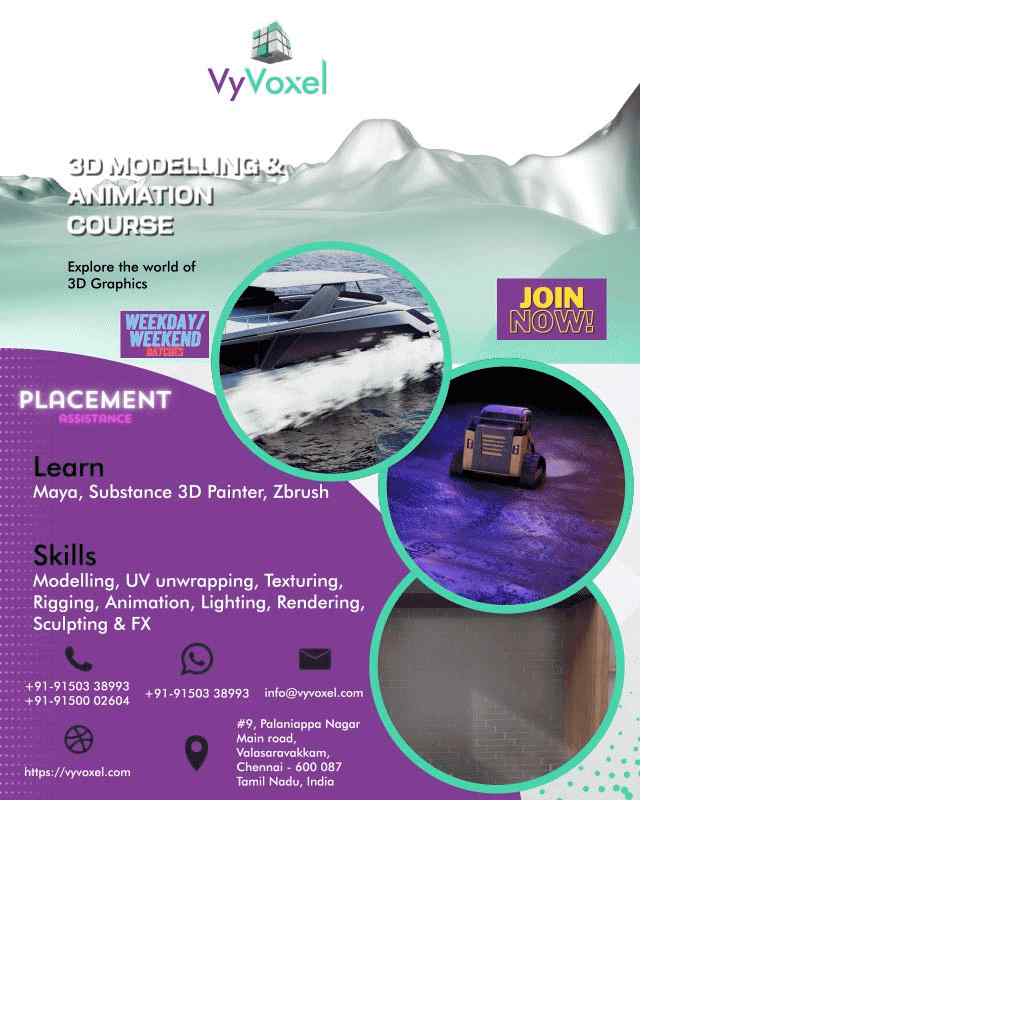 VyVoxel
3D MODELLING &
ANIMATION
COURSE
Explore the world of
3D Graphics
WEEKDAY/
WEEKEND
BATCHES
JOIN
NOW!
PLACEMENT
ASSISTANCE
Learn
Maya, Substance 3D Painter, Zbrush
Skills
Modelling, UV unwrapping, Texturing,
Rigging, Animation, Lighting, Rendering,
Sculpting & FX
+91-91503 38993
+91-91500 02604
+91-91503 38993
info@vyvoxel.com
https://vyvoxel.com
#9, Palaniappa Nagar
Main road,
Valasaravakkam,
Chennai - 600 087
Tamil Nadu, India